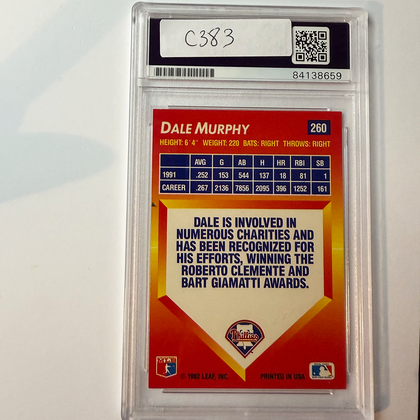 C383
84138659
DALE MURPHY 260
HEIGHT: 6'4" WEIGHT: 220 BATS: RIGHT THROWS: RIGHT
AVG G AB H HR RBI SB
1991 .252 153 544 137 18 81 1
CAREER .267 2136 7856 2095 396 1252 161
DALE IS INVOLVED IN
NUMEROUS CHARITIES AND
HAS BEEN RECOGNIZED FOR
HIS EFFORTS, WINNING THE
ROBERTO CLEMENTE AND
BART GIAMATTI AWARDS.
Phillies
© 1992 LEAF, INC. PRINTED IN USA